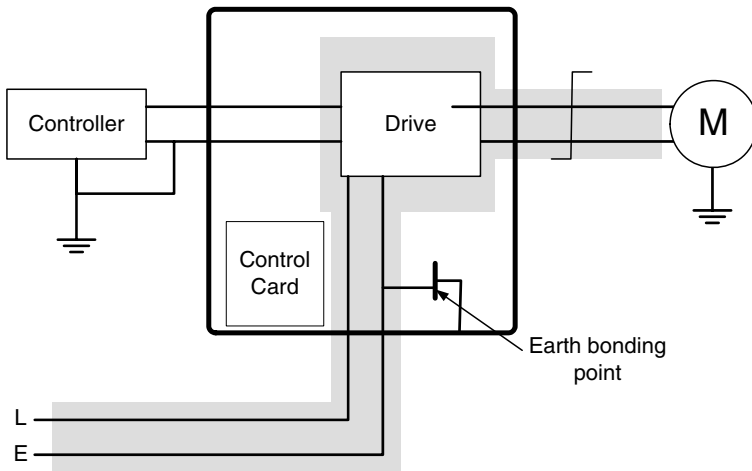 Controller
Drive
M
Control
Card
Earth bonding
point
L
E